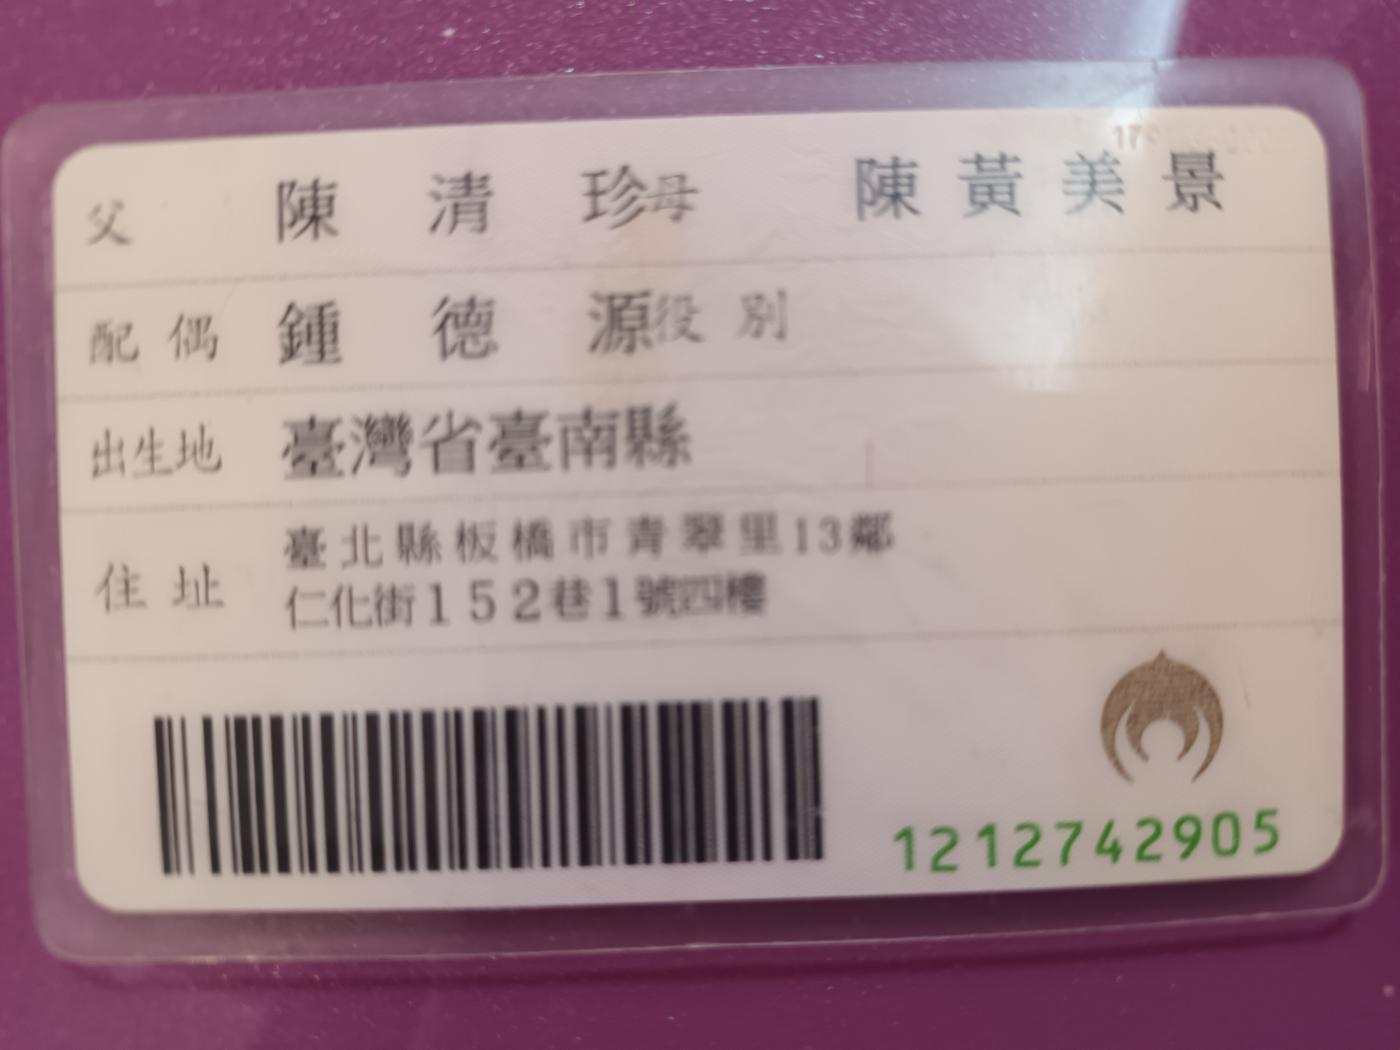 父 陳清珍 母 陳黃美景
配偶 鍾德源 役別
出生地 臺灣省臺南縣
住址 臺北縣板橋市青翠里13鄰
仁化街152巷1號四樓
1212742905